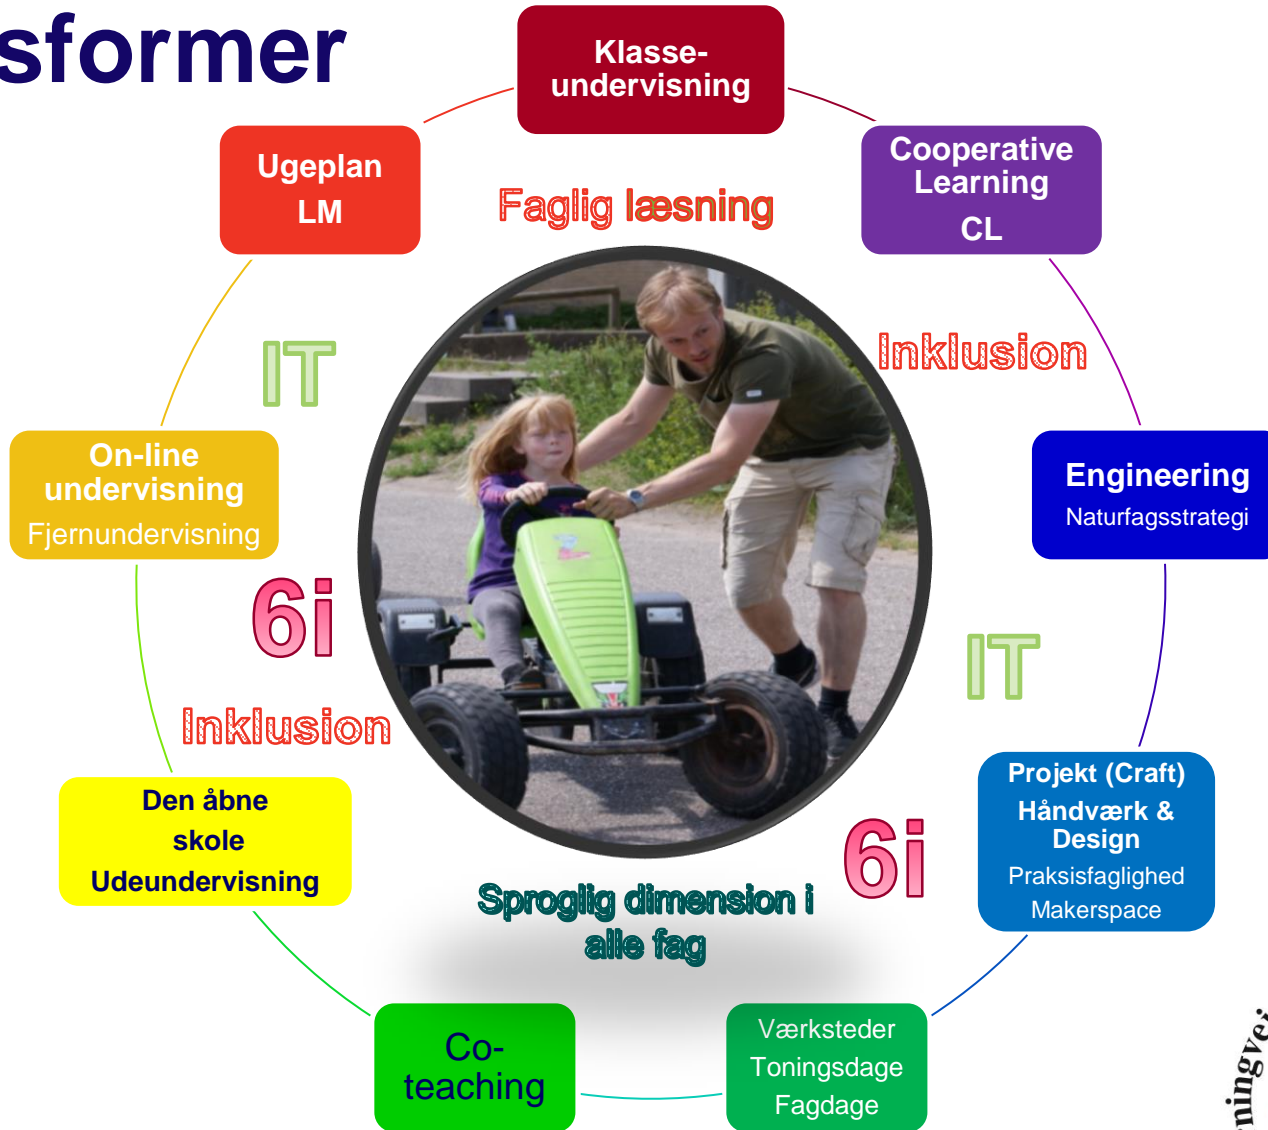 sformer
Klasse-
undervisning
Ugeplan
LM
Cooperative
Learning
CL
Faglig læsning
IT
Inklusion
On-line
undervisning
Fjernundervisning
Engineering
Naturfagsstrategi
6i
IT
Inklusion
Den åbne
skole
Udeundervisning
Projekt (Craft)
Håndværk &
Design
Praksisfaglighed
Makerspace
6i
Sproglig dimension i
alle fag
Co-
teaching
Værksteder
Toningsdage
Fagdage
rningvej